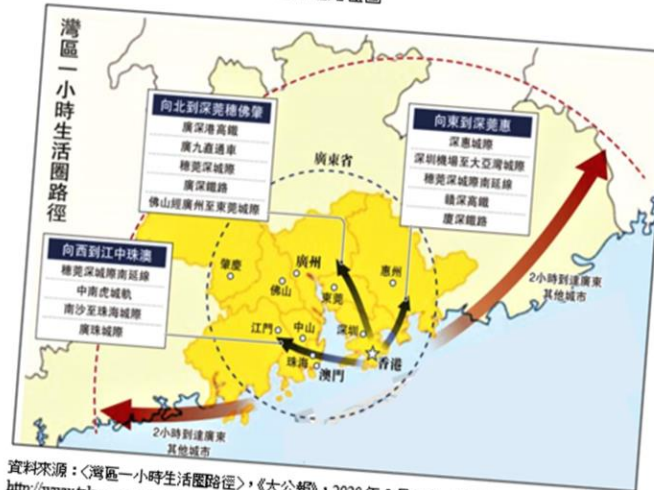 灣區一小時生活圈路徑
向北到深莞穗佛肇
廣深港高鐵
廣九直通車
穗莞深城際
廣深鐵路
佛山經廣州至東莞城際
向東到深莞惠
深惠城際
深圳機場至大亞灣城際
穗莞深城際南延線
贛深高鐵
廈深鐵路
廣東省
向西到江中珠澳
穗莞深城際南延線
中南虎城軌
南沙至珠海城際
廣珠城際
肇慶
廣州
佛山
東莞
惠州
江門
中山
深圳
珠海
澳門
香港
2小時到達廣東
其他城市
2小時到達廣東
其他城市
資料來源：〈灣區一小時生活圈路徑〉，《大公報》，2020年